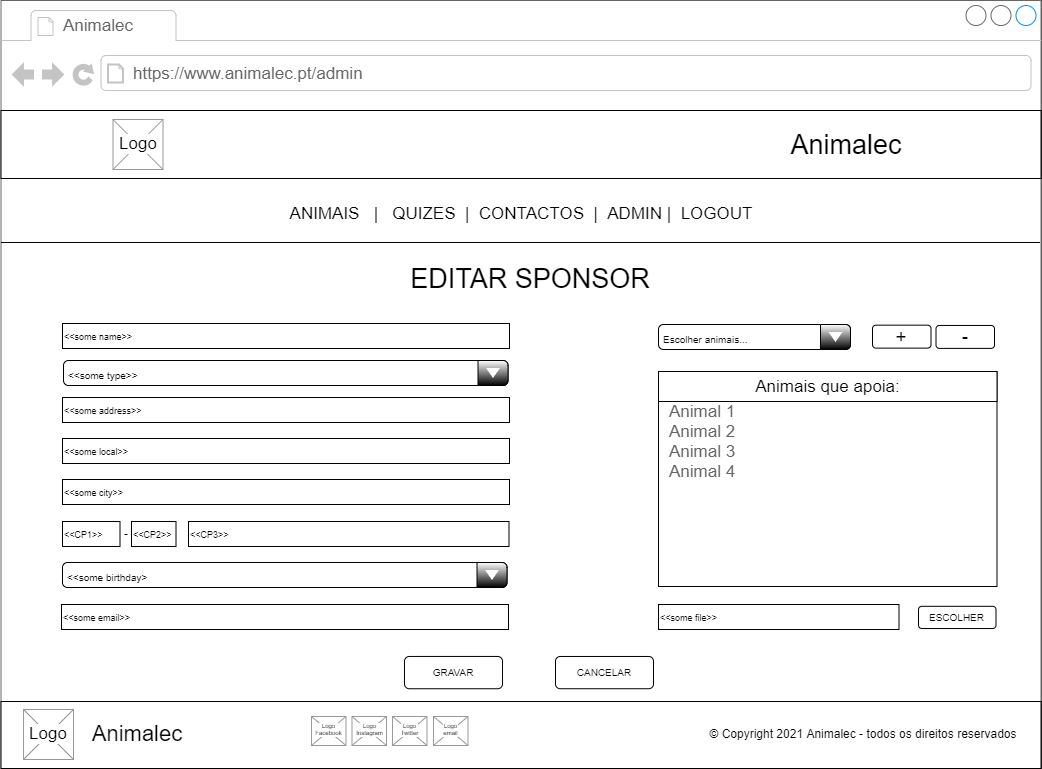 Animalec
https://www.animalec.pt/admin
Logo
Animalec
ANIMAIS | QUIZES | CONTACTOS | ADMIN | LOGOUT
EDITAR SPONSOR
<<some name>>
<<some type>>
<<some address>>
<<some local>>
<<some city>>
<<CP1>> - <<CP2>> <<CP3>>
<<some birthday>
<<some email>>
Escolher animais...
+ -
Animais que apoia:
Animal 1
Animal 2
Animal 3
Animal 4
<<some file>>
ESCOLHER
GRAVAR
CANCELAR
Logo
Animalec
Logo
Facebook
Logo
Instagram
Logo
Twitter
Logo
email
© Copyright 2021 Animalec - todos os direitos reservados